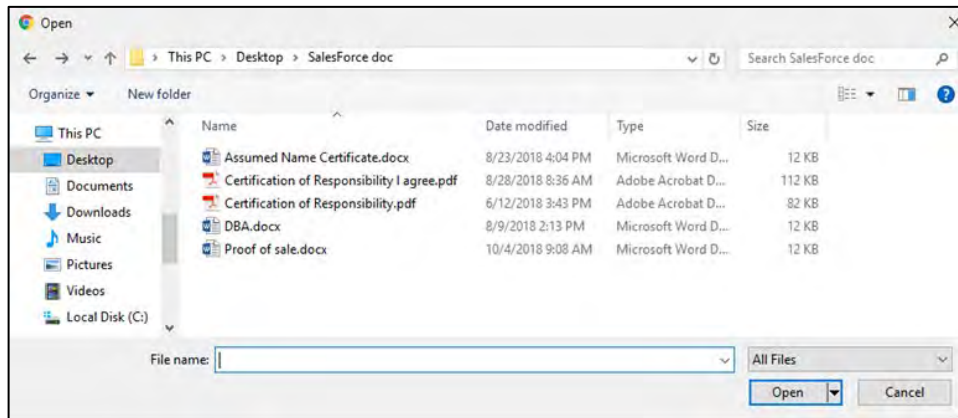 Open
This PC > Desktop > SalesForce doc
Search SalesForce doc
Organize
New folder
Name Date modified Type Size
This PC
Desktop
Documents
Downloads
Music
Pictures
Videos
Local Disk (C:)
Assumed Name Certificate.docx 8/23/2018 4:04 PM Microsoft Word D... 12 KB
Certification of Responsibility I agree.pdf 8/28/2018 8:36 AM Adobe Acrobat D... 112 KB
Certification of Responsibility.pdf 6/12/2018 3:43 PM Adobe Acrobat D... 82 KB
DBA.docx 8/9/2018 2:13 PM Microsoft Word D... 12 KB
Proof of sale.docx 10/4/2018 9:08 AM Microsoft Word D... 12 KB
File name:
All Files
Open
Cancel